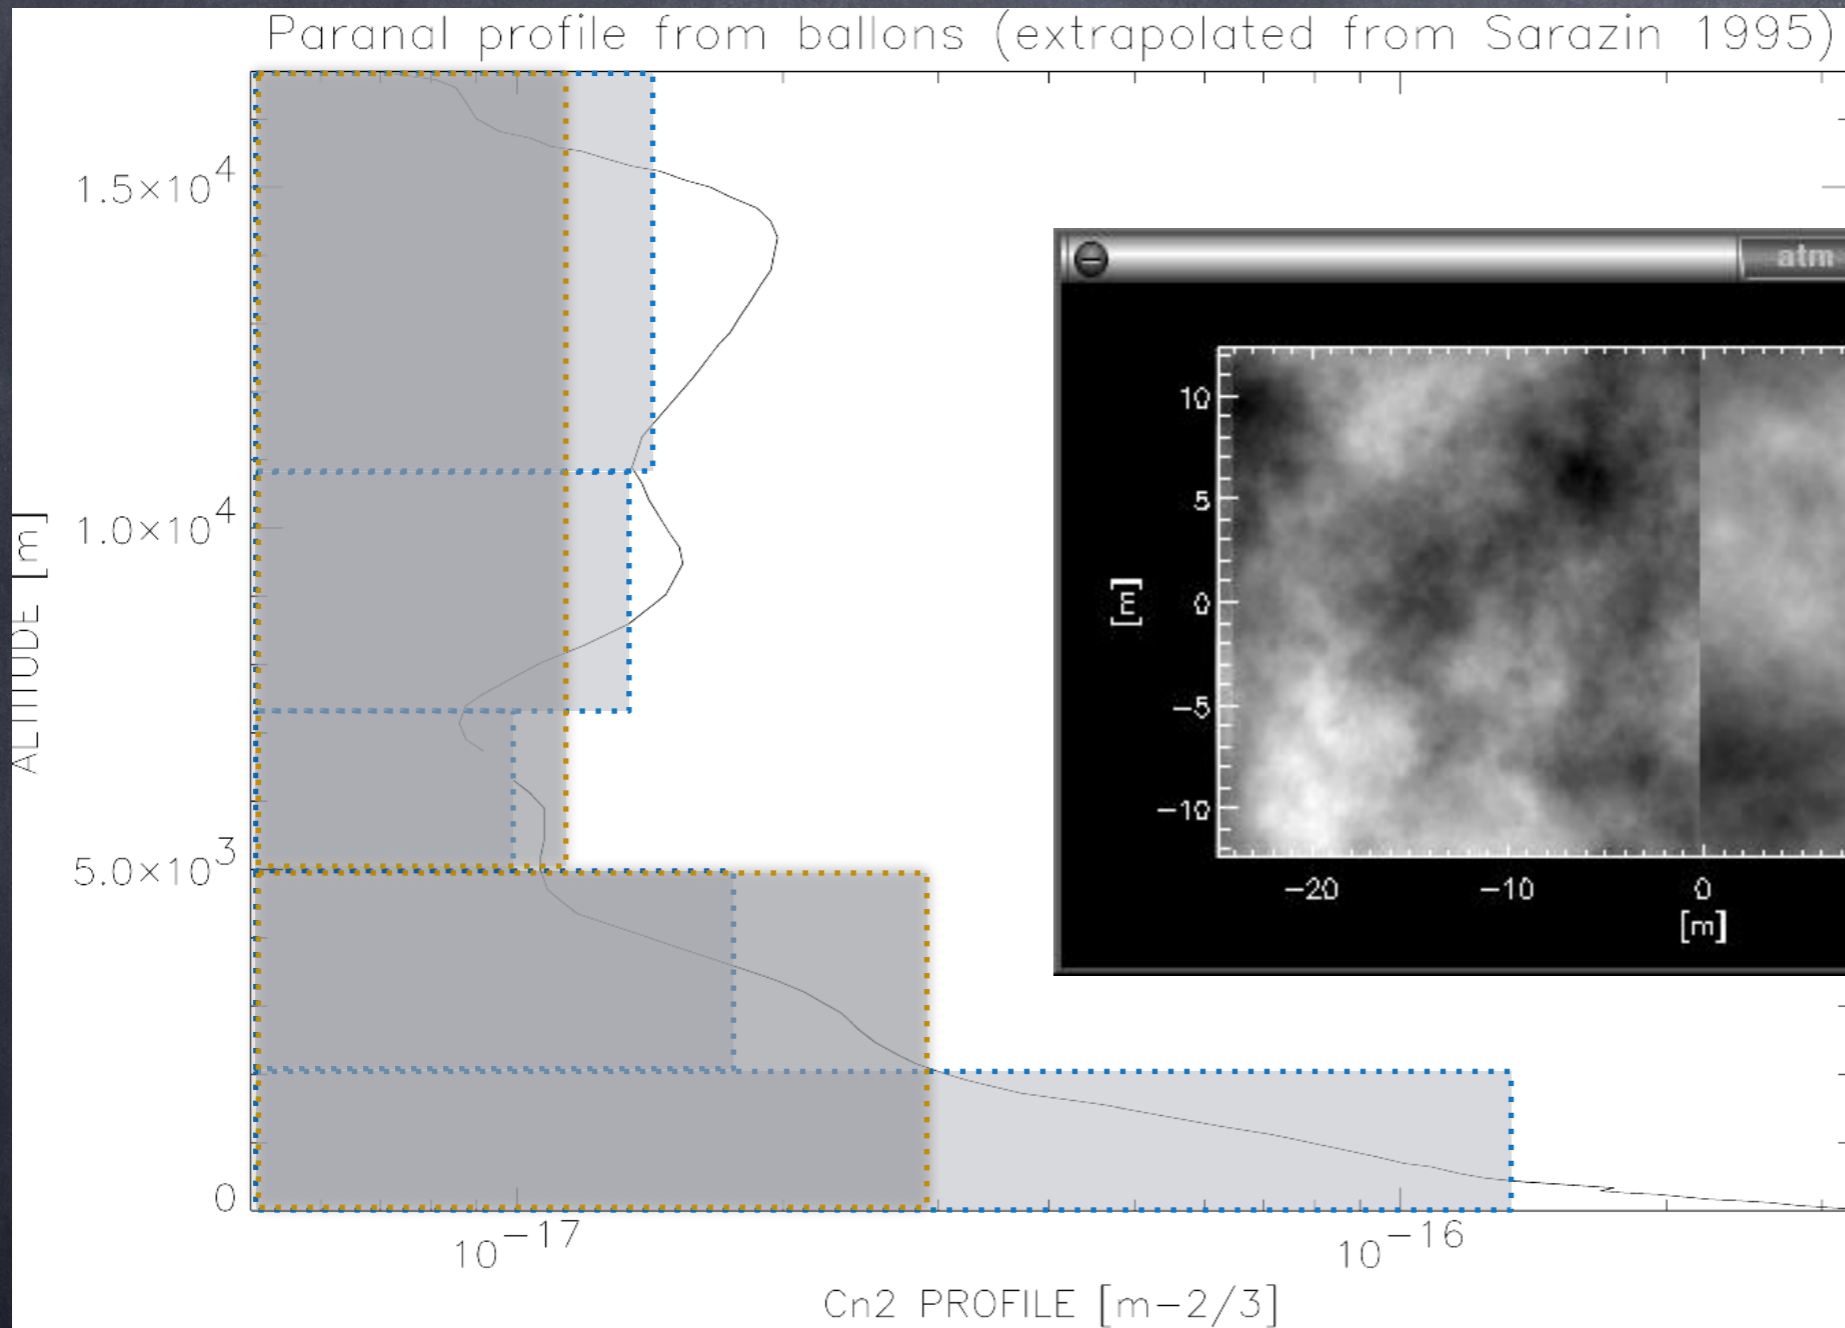 Paranal profile from ballons (extrapolated from Sarazin 1995)
1.5×10^4
1.0×10^4
5.0×10^3
0
ALTITUDE [m]
10^-17
10^-16
Cn2 PROFILE [m-2/3]
atm
10
5
0
-5
-10
[m]
-20
-10
0
[m]